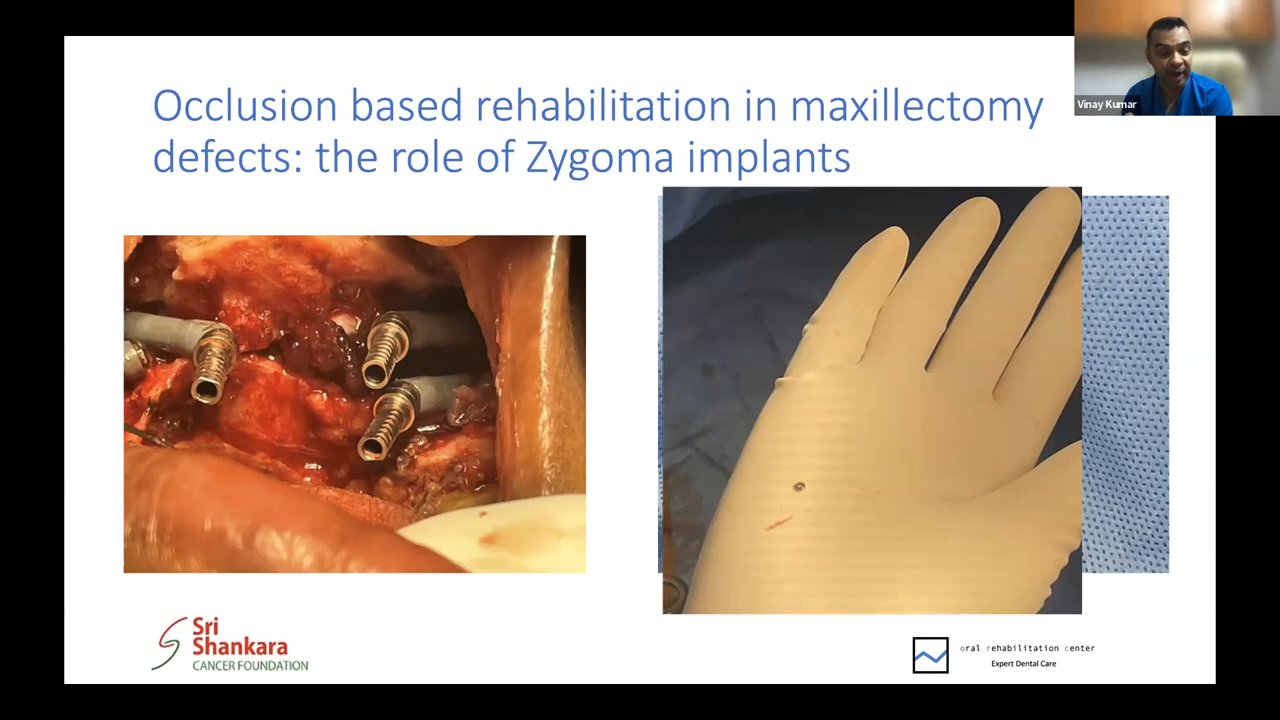 Occlusion based rehabilitation in maxillectomy
defects: the role of Zygoma implants
Vinay Kumar
Sri
Shankara
CANCER FOUNDATION
oral rehabilitation center
Expert Dental Care